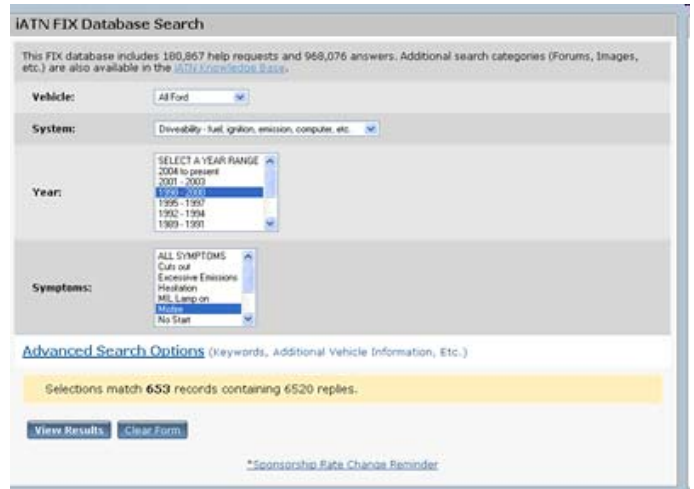 iATN FIX Database Search
This FIX database includes 180,867 help requests and 968,076 answers. Additional search categories (Forums, Images,
etc.) are also available in the iATN Knowledge Base.
Vehicle:
All Ford
System:
Driveability - fuel, ignition, emission, computer, etc.
Year:
SELECT A YEAR RANGE
2004 to present
2001 - 2003
1998 - 2000
1995 - 1997
1992 - 1994
1989 - 1991
Symptoms:
ALL SYMPTOMS
Cuts out
Excessive Emissions
Hesitation
MIL Lamp on
Misfire
No Start
Advanced Search Options (Keywords, Additional Vehicle Information, Etc.)
Selections match 653 records containing 6520 replies.
View Results
Clear Form
*Sponsorship Rate Change Reminder